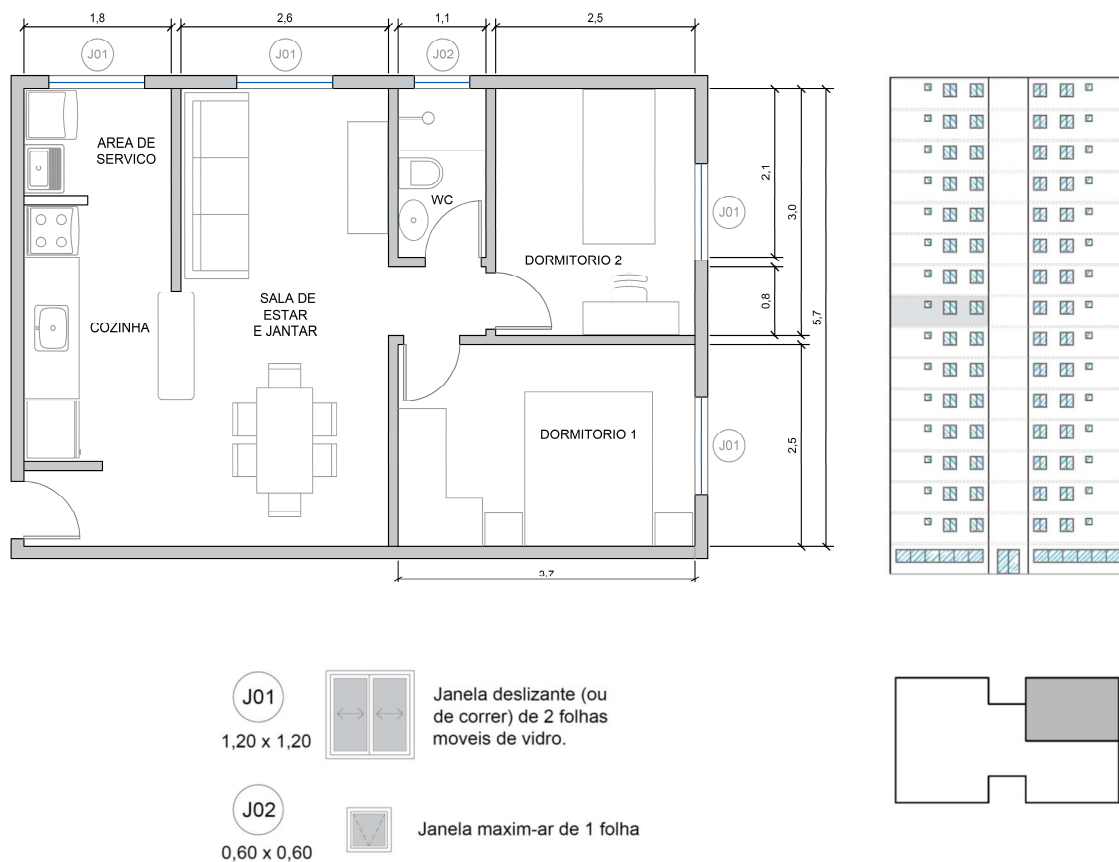 1,8
2,6
1,1
2,5
J01
J01
J02
AREA DE
SERVICO
WC
J01
2,1
3,0
DORMITORIO 2
0,8
5,7
SALA DE
ESTAR
E JANTAR
COZINHA
DORMITORIO 1
J01
2,5
3,7
J01
1,20 x 1,20
Janela deslizante (ou
de correr) de 2 folhas
moveis de vidro.
J02
0,60 x 0,60
Janela maxim-ar de 1 folha